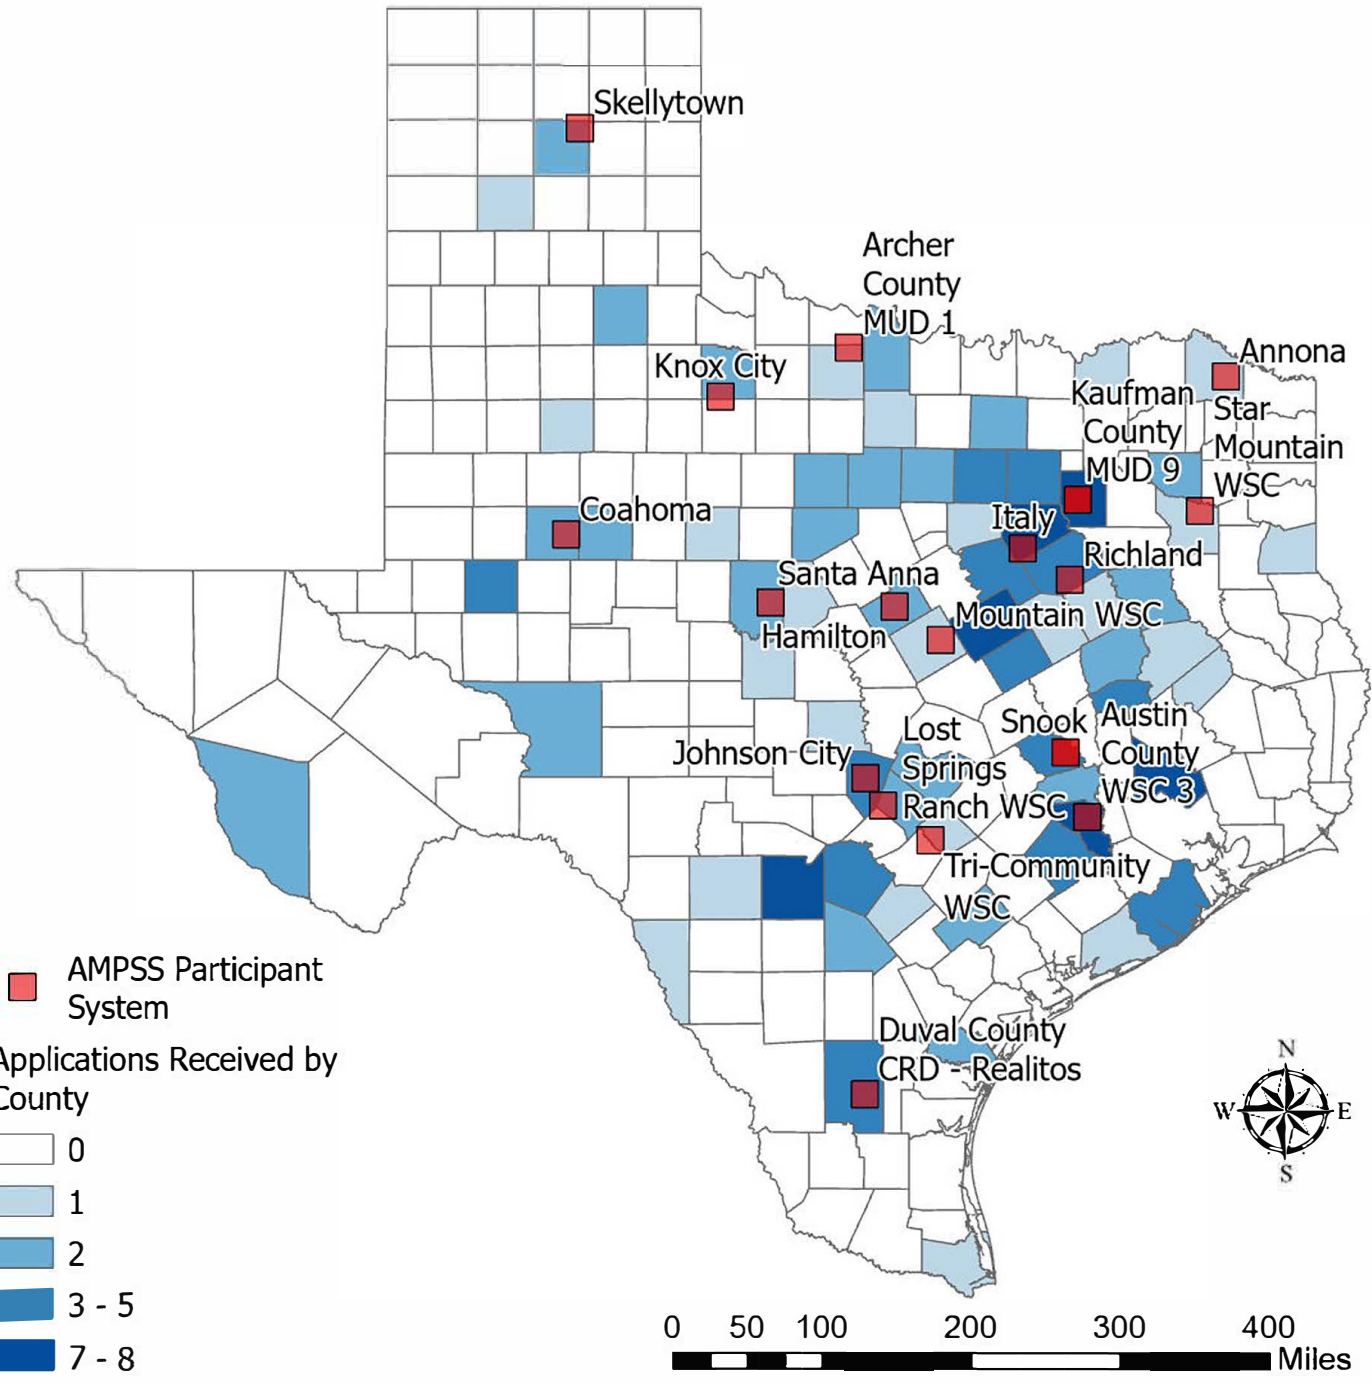 Skellytown
Archer
County
MUD 1
Knox City
Annona
Kaufman
County
MUD 9
Star
Mountain
WSC
Coahoma
Italy
Richland
Santa Anna
Mountain WSC
Hamilton
Johnson City
Lost
Springs
Ranch WSC
Snook
Austin
County
WSC 3
Tri-Community
WSC
Duval County
CRD - Realitos
AMPSS Participant
System
Applications Received by
County
0
1
2
3 - 5
7 - 8
N
W E
S
0 50 100 200 300 400
Miles